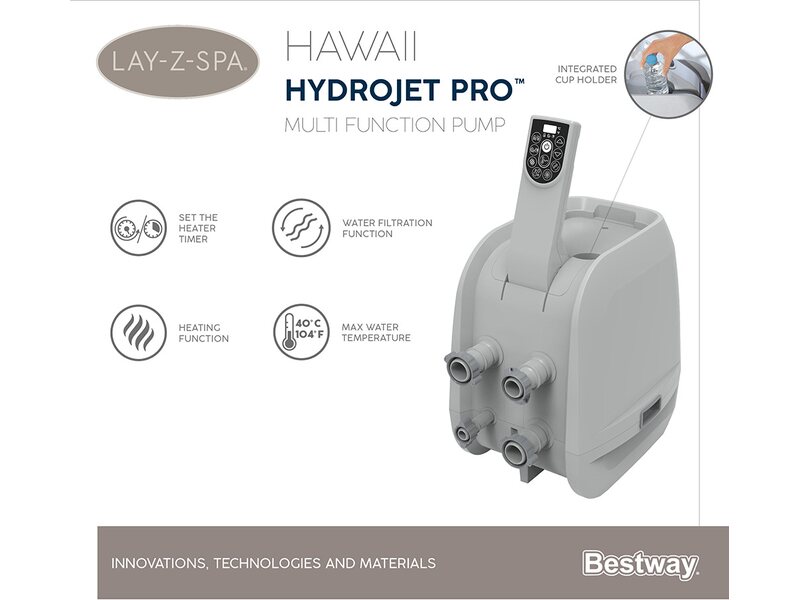 LAY-Z-SPA®
HAWAII
HYDROJET PRO™
MULTI FUNCTION PUMP
INTEGRATED
CUP HOLDER
SET THE
HEATER
TIMER
WATER FILTRATION
FUNCTION
HEATING
FUNCTION
40°C
104°F
MAX WATER
TEMPERATURE
INNOVATIONS, TECHNOLOGIES AND MATERIALS
Bestway®